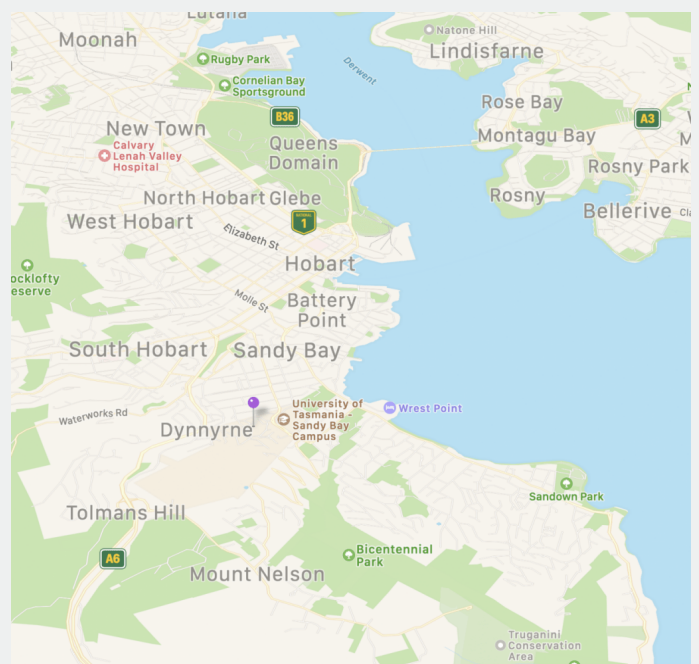 Lutana
Moonah
Natone Hill
Lindisfarne
Rugby Park
Derwent
Cornelian Bay
Sportsground
Rose Bay
B36
A3
New Town
Montagu Bay
Queens
Domain
Calvary
Lenah Valley
Hospital
Rosny Park
North Hobart
Glebe
Rosny
Bellerive
West Hobart
NATIONAL
1
Elizabeth St
Hobart
ocklofty
eserve
Molle St
Battery
Point
South Hobart
Sandy Bay
University of
Tasmania -
Sandy Bay
Campus
Wrest Point
Waterworks Rd
Dynnyrne
Sandown Park
Tolmans Hill
A6
Bicentennial
Park
Mount Nelson
Truganini
Conservation
Area